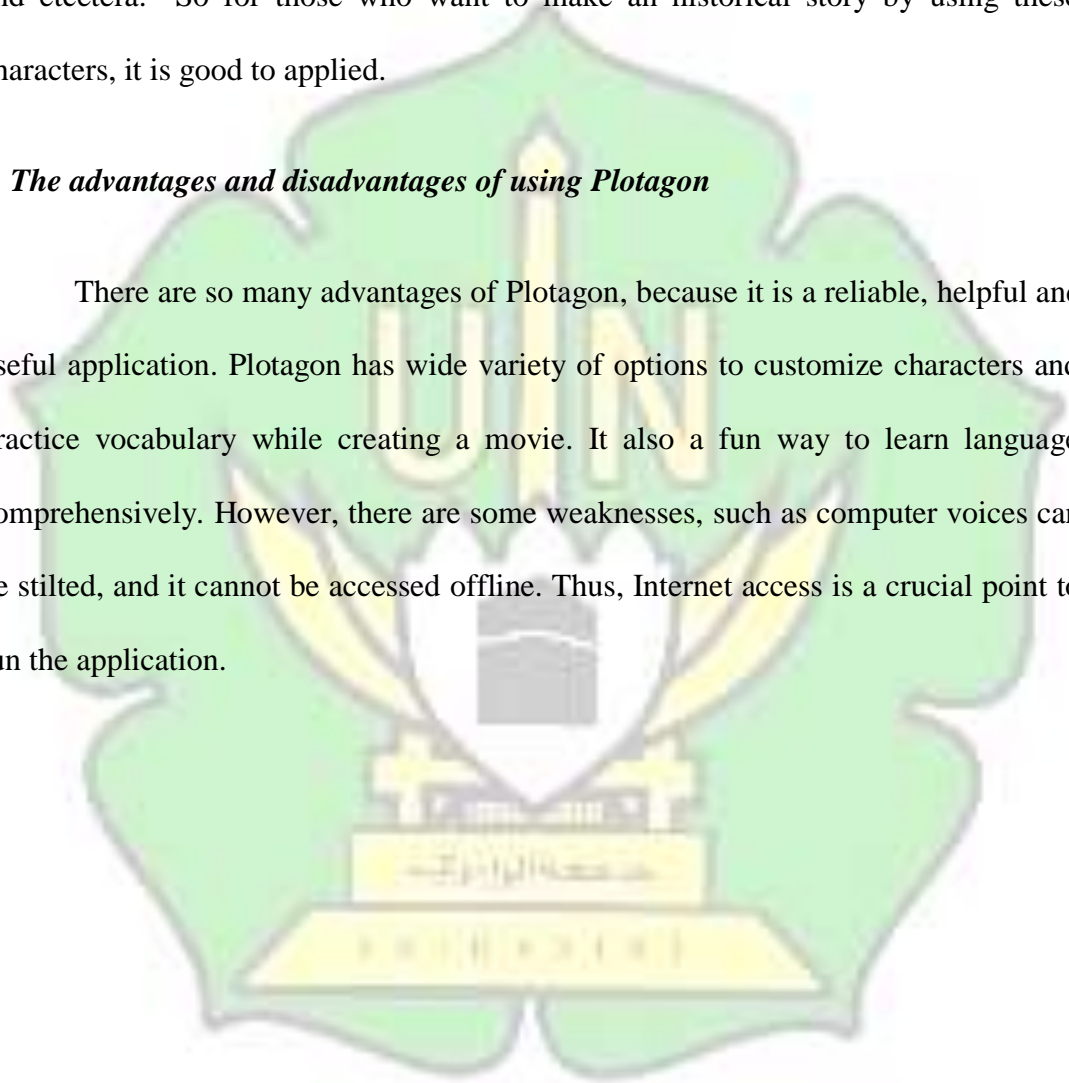 nd etcetera. So for those who want to make an historical story by using these
haracters, it is good to applied.
The advantages and disadvantages of using Plotagon
There are so many advantages of Plotagon, because it is a reliable, helpful and
seful application. Plotagon has wide variety of options to customize characters and
ractice vocabulary while creating a movie. It also a fun way to learn language
omprehensively. However, there are some weaknesses, such as computer voices can
e stilted, and it cannot be accessed offline. Thus, Internet access is a crucial point to
un the application.
UIN